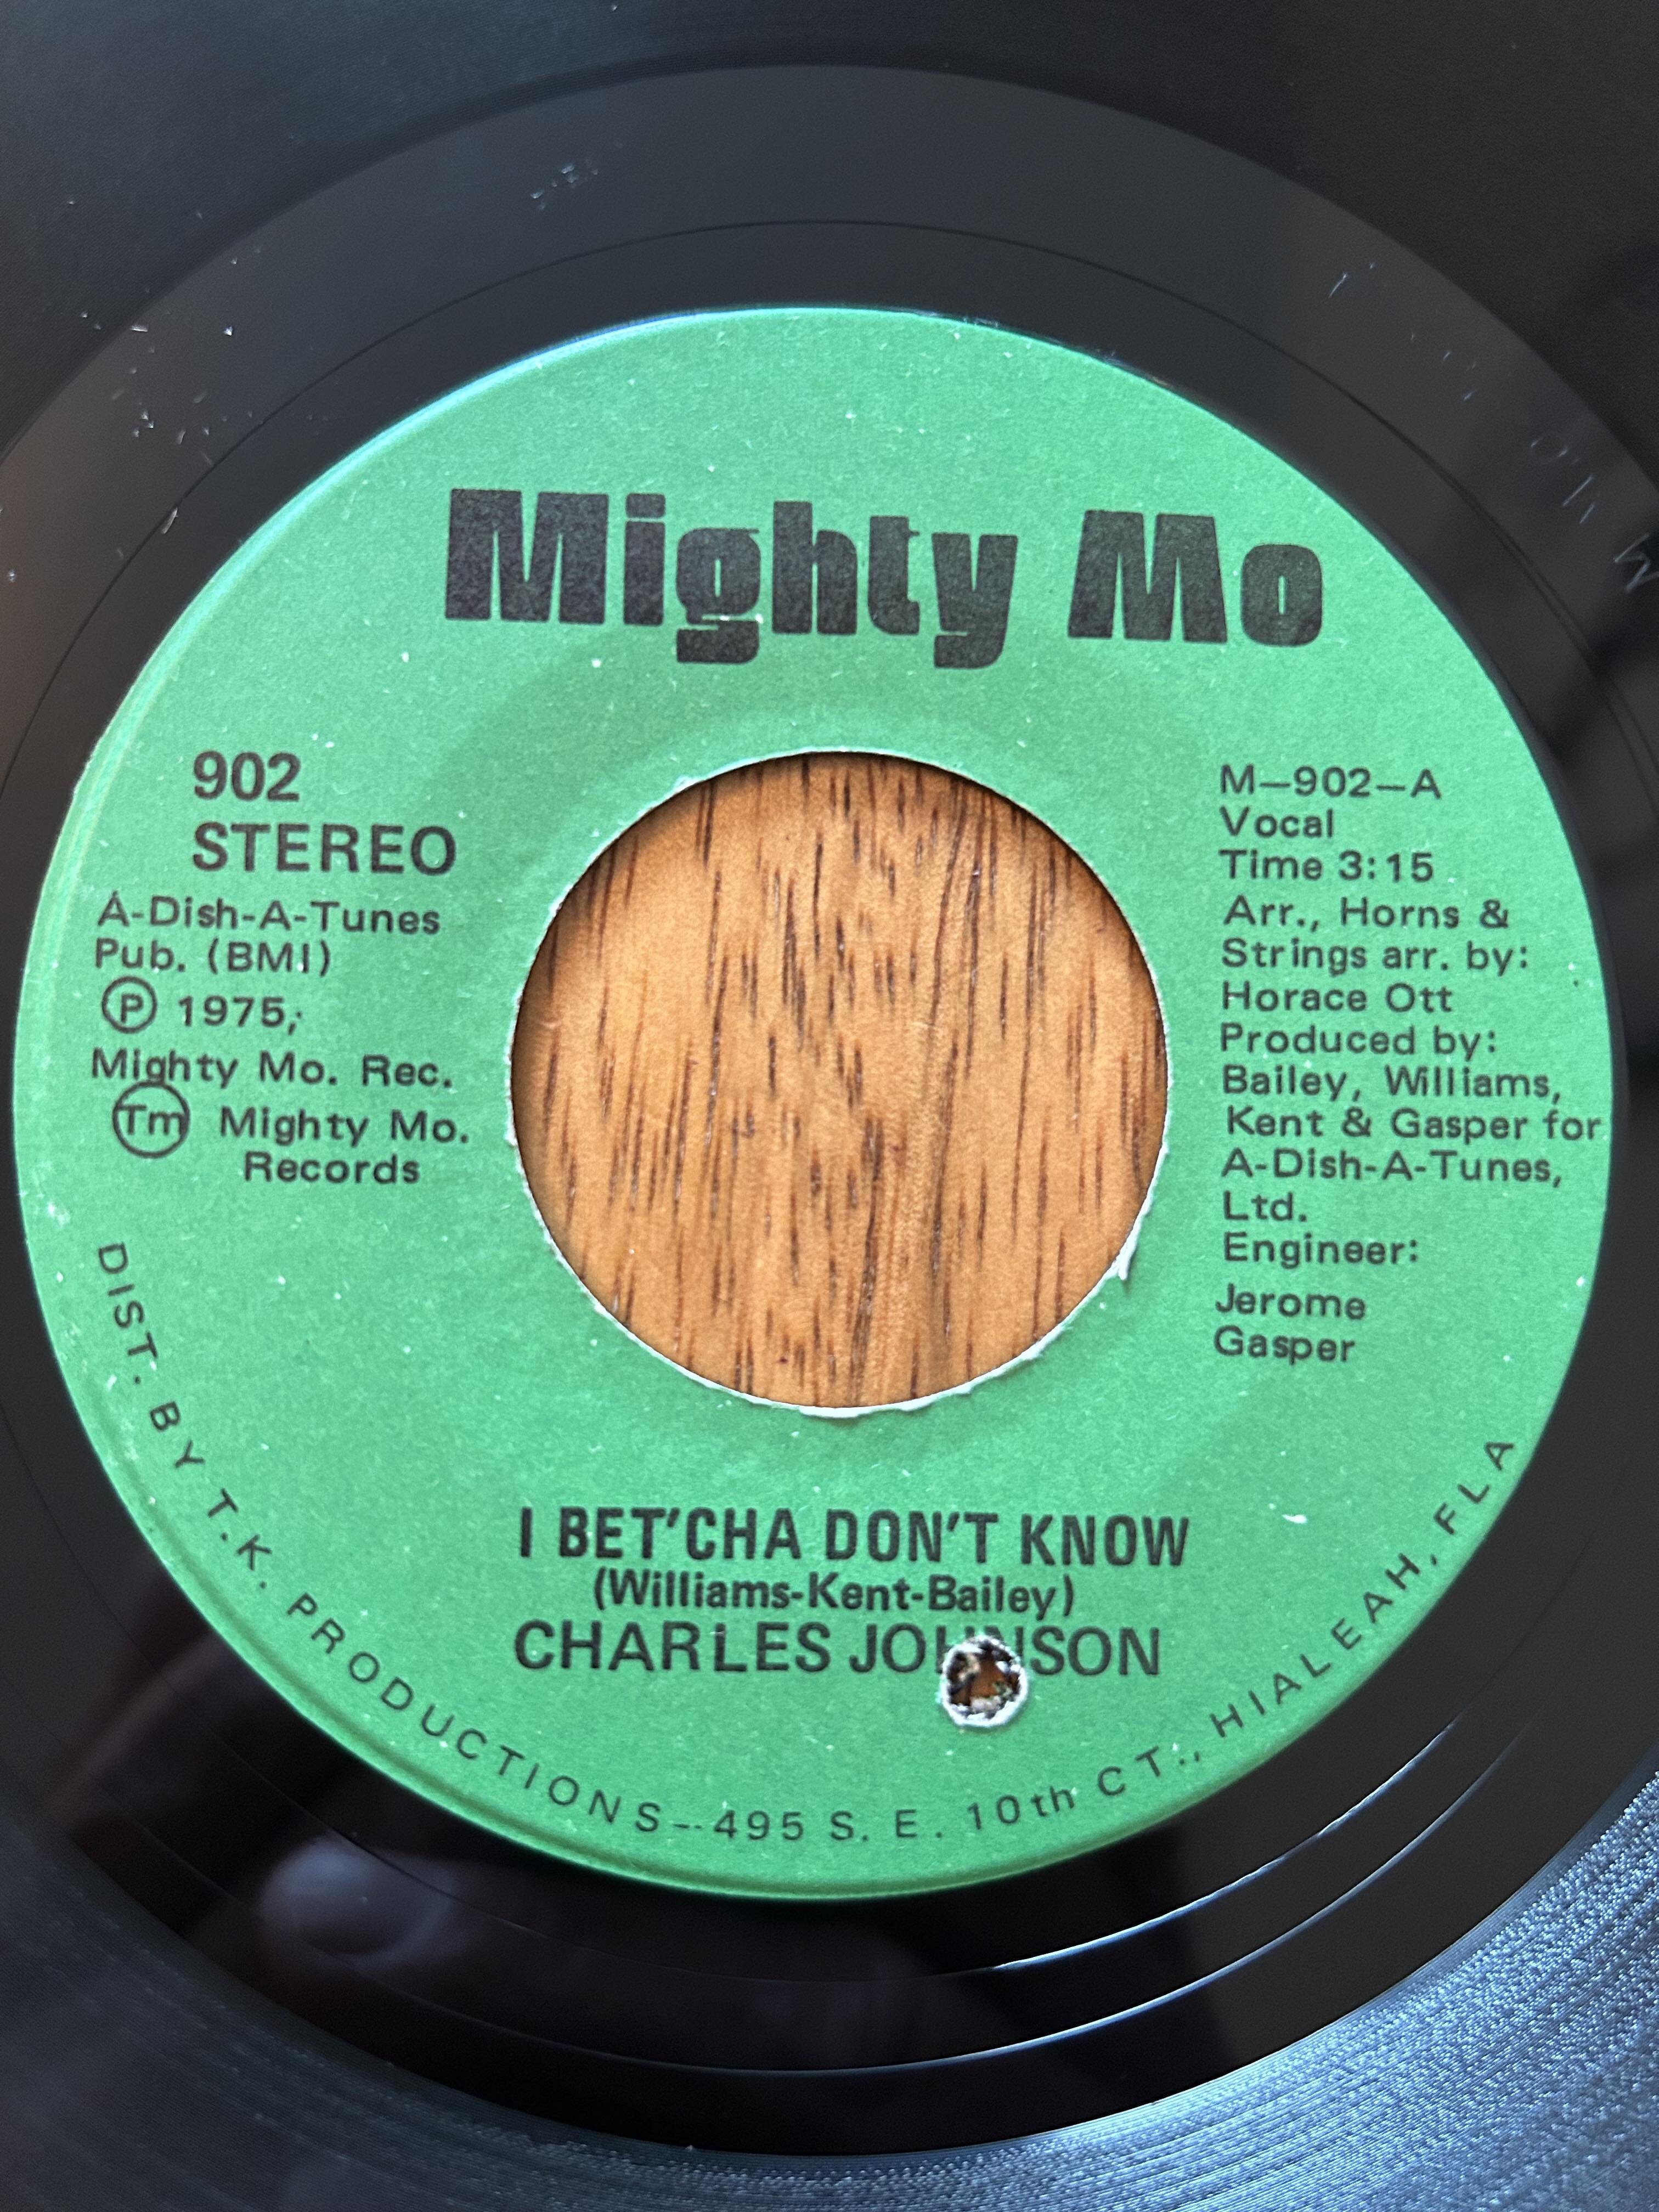 Mighty Mo
902
STEREO
A-Dish-A-Tunes
Pub. (BMI)
Ⓟ 1975,
Mighty Mo. Rec.
Tm Mighty Mo.
Records
M—902—A
Vocal
Time 3:15
Arr., Horns &
Strings arr. by:
Horace Ott
Produced by:
Bailey, Williams,
Kent & Gasper for
A-Dish-A-Tunes,
Ltd.
Engineer:
Jerome
Gasper
I BET'CHA DON'T KNOW
(Williams-Kent-Bailey)
CHARLES JOHNSON
DIST. BY T.K. PRODUCTIONS--495 S. E. 10th CT., HIALEAH, FLA